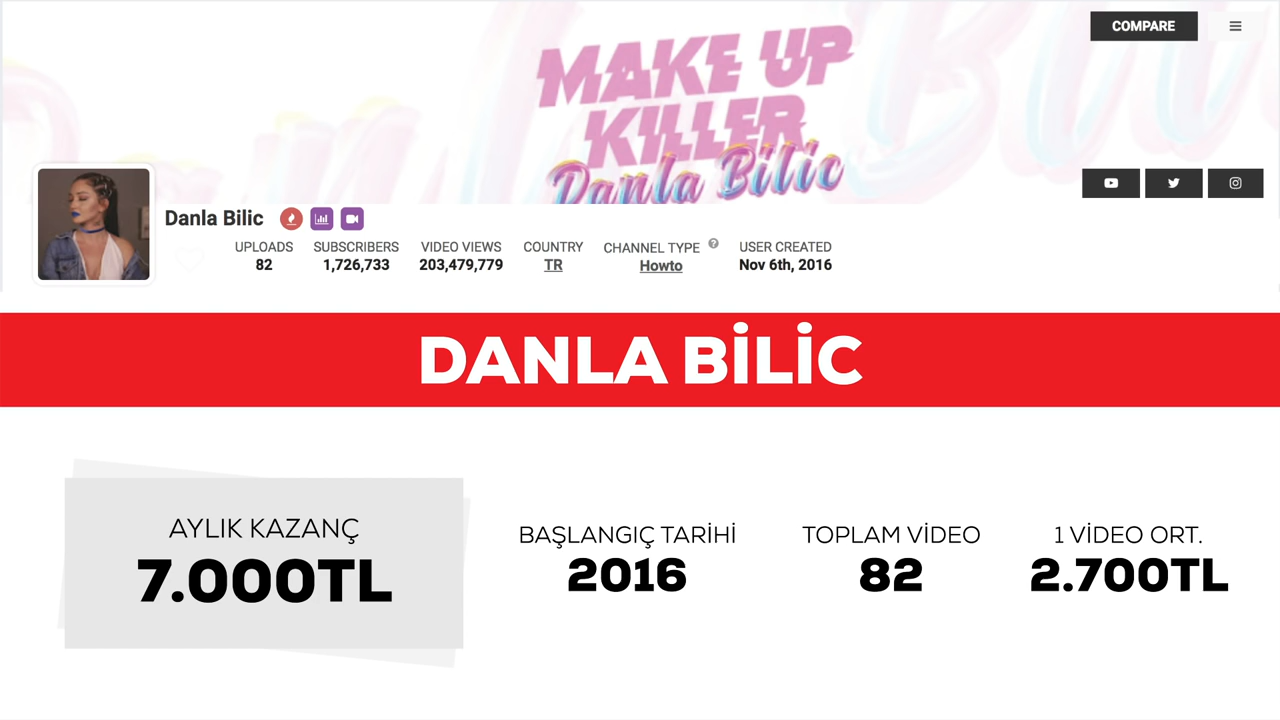 COMPARE
MAKE UP
KILLER
Danla Bilic
Danla Bilic
UPLOADS
82
SUBSCRIBERS
1,726,733
VIDEO VIEWS
203,479,779
COUNTRY
TR
CHANNEL TYPE ?
Howto
USER CREATED
Nov 6th, 2016
DANLA BİLİC
AYLIK KAZANÇ
7.000TL
BAŞLANGIÇ TARİHİ
2016
TOPLAM VİDEO
82
1 VİDEO ORT.
2.700TL